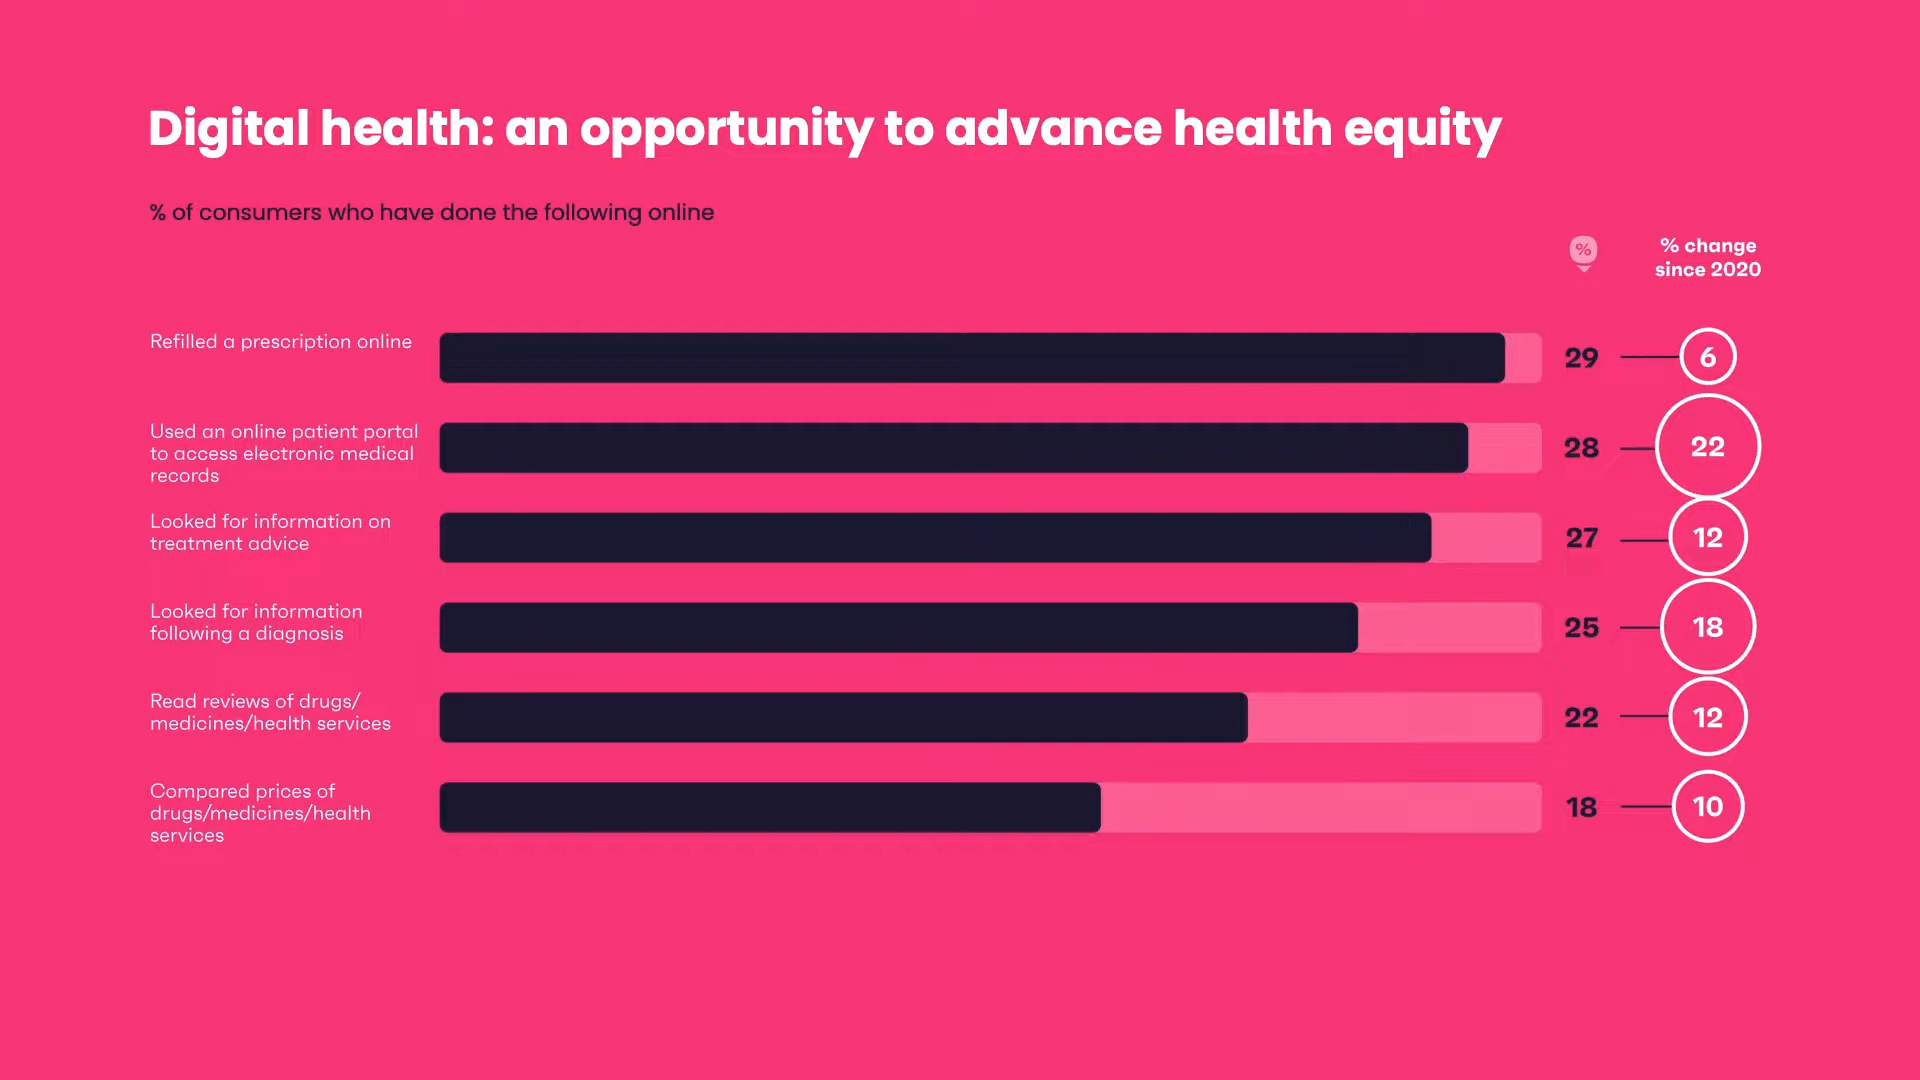 Digital health: an opportunity to advance health equity
% of consumers who have done the following online
%
% change
since 2020
Refilled a prescription online
29
6
Used an online patient portal
to access electronic medical
records
28
22
Looked for information on
treatment advice
27
12
Looked for information
following a diagnosis
25
18
Read reviews of drugs/
medicines/health services
22
12
Compared prices of
drugs/medicines/health
services
18
10